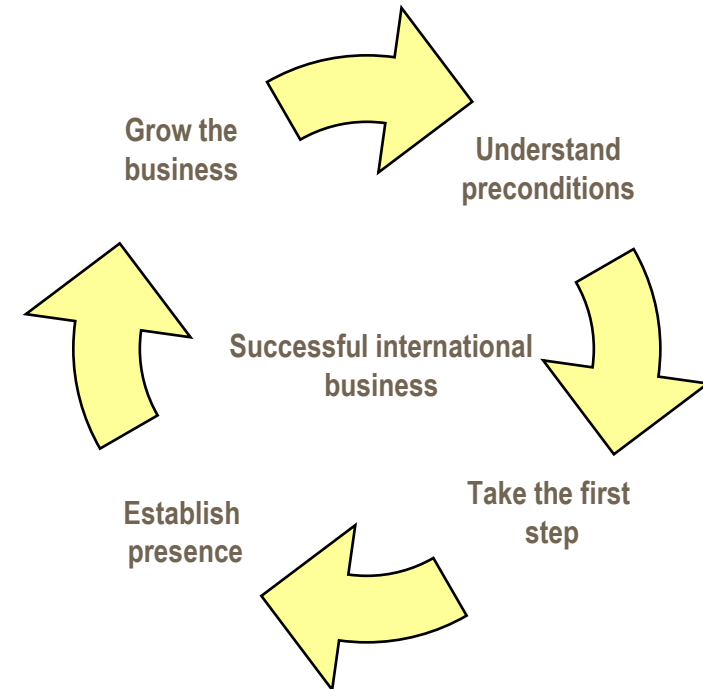 Grow the
business
Understand
preconditions
Successful international
business
Take the first
step
Establish
presence